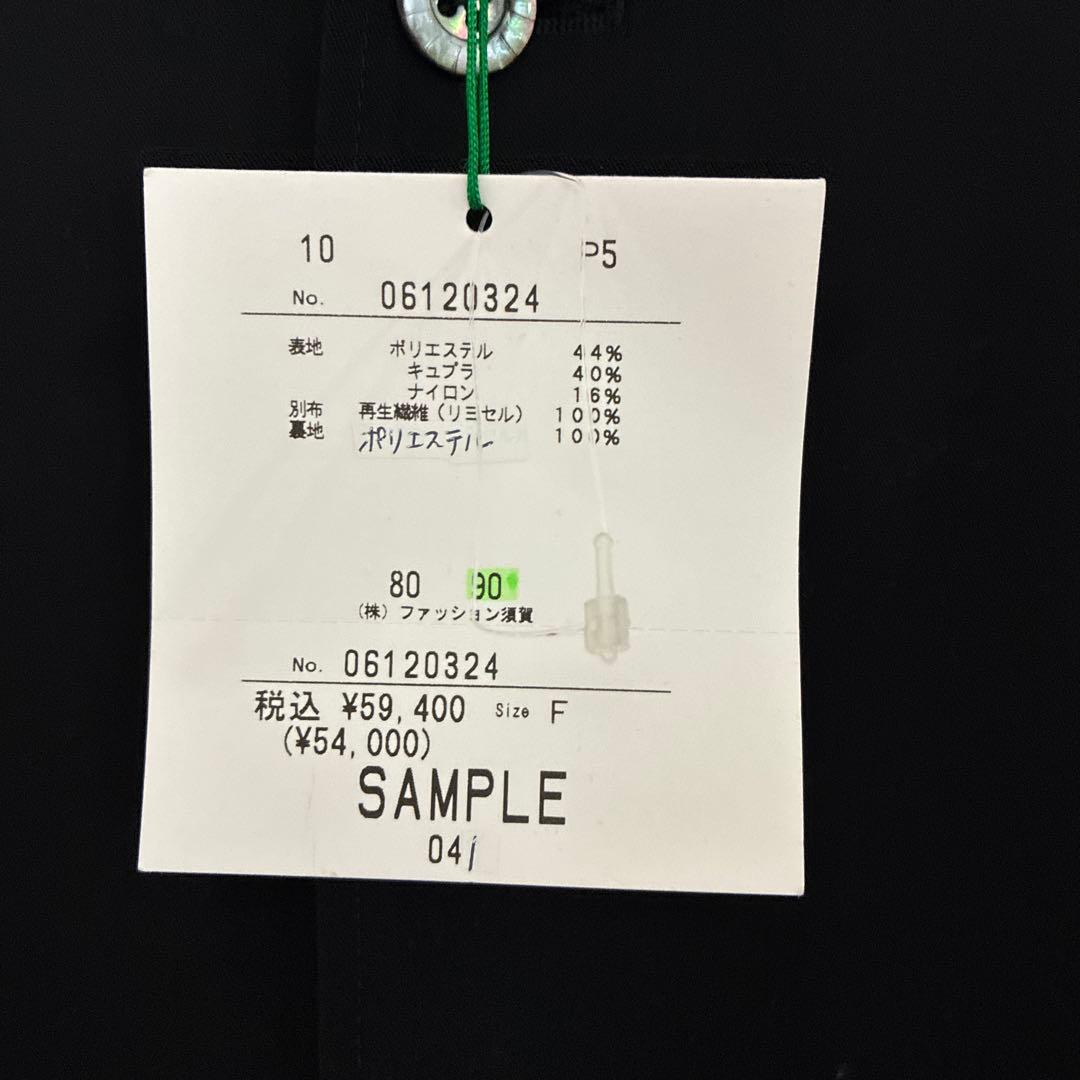 10 P5
No. 06120324
表地 ポリエステル 44%
キュプラ 40%
ナイロン 16%
別布 再生繊維(リヨセル) 100%
裏地 ポリエステル 100%
80 90
(株)ファッション須賀
No. 06120324
税込 ¥59,400 Size F
(¥54,000)
SAMPLE
04/